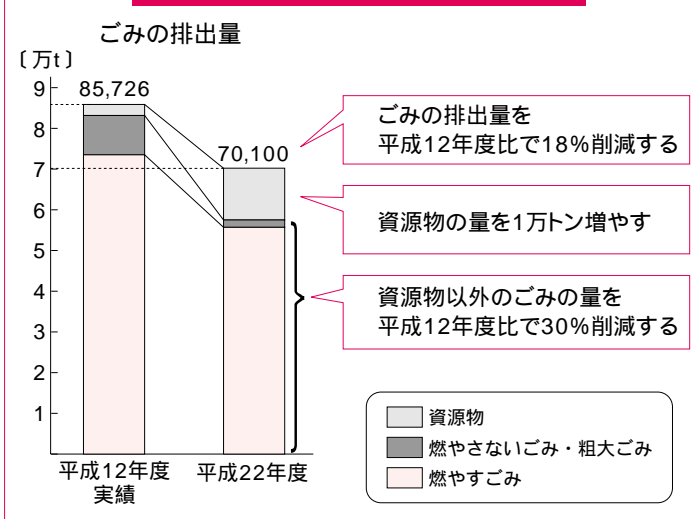 ごみの排出量
〔万t〕
9
8
7
6
5
4
3
2
1
85,726
70,100
平成12年度
実績
平成22年度
ごみの排出量を
平成12年度比で18%削減する
資源物の量を1万トン増やす
資源物以外のごみの量を
平成12年度比で30%削減する
資源物
燃やさないごみ・粗大ごみ
燃やすごみ